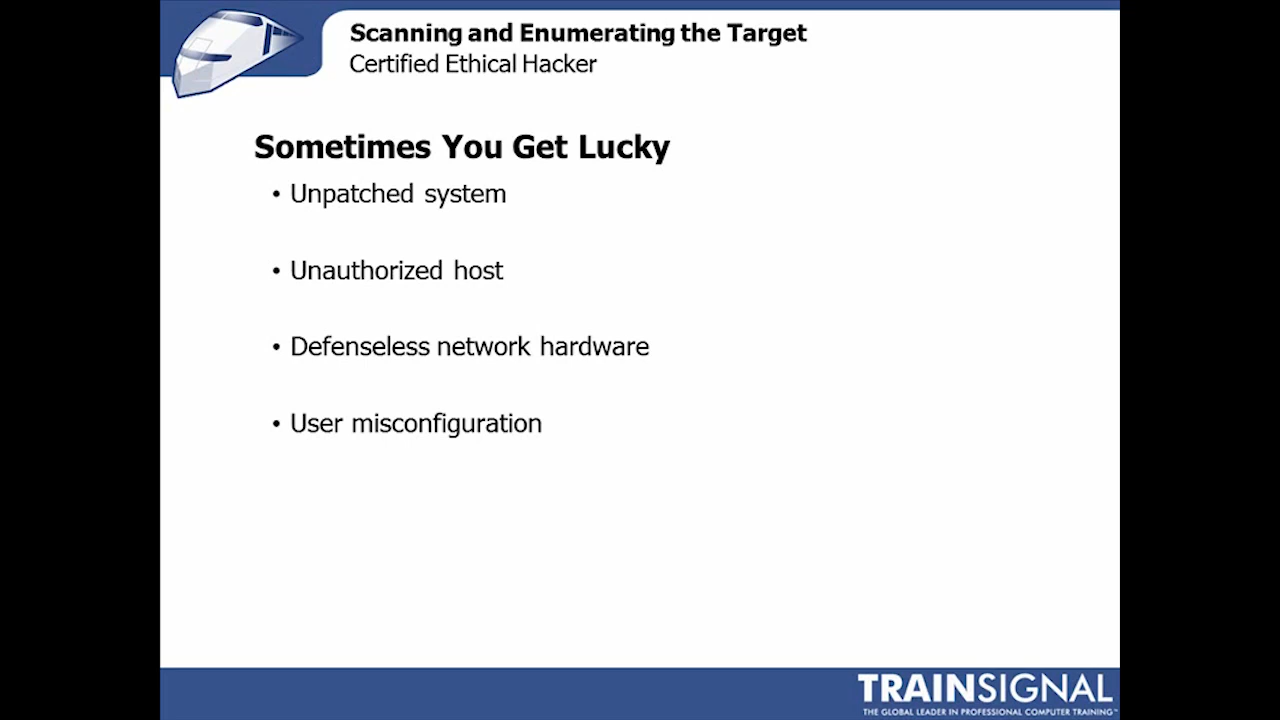 Scanning and Enumerating the Target
Certified Ethical Hacker
Sometimes You Get Lucky
• Unpatched system
• Unauthorized host
• Defenseless network hardware
• User misconfiguration
TRAINSIGNAL
THE GLOBAL LEADER IN PROFESSIONAL COMPUTER TRAINING™